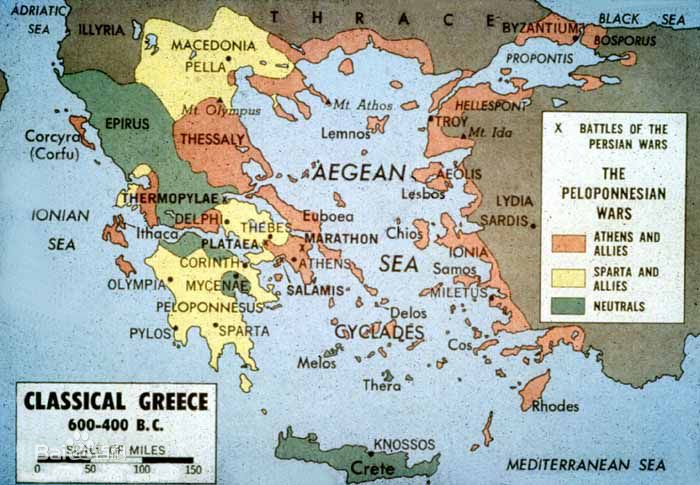 ADRIATIC
SEA
ILLYRIA
THRACE
BLACK SEA
BYZANTIUM
BOSPORUS
MACEDONIA
PELLA
PROPONTIS
Mt. Olympus
Mt. Athos
HELLESPONT
EPIRUS
THESSALY
Lemnos
TROY
Mt. Ida
Corcyra
(Corfu)
AEGEAN
SEA
AEOLIS
Lesbos
LYDIA
SARDIS
THERMOPYLAE X
DELPHI
Euboea
IONIAN
SEA
Ithaca
THEBES
PLATAEA
MARATHON
X
Chios
IONIA
CORINTH
ATHENS
Samos
OLYMPIA
MYCENAE
SALAMIS
MILETUS
PELOPONNESUS
Delos
PYLOS
SPARTA
CYCLADES
Cos
Melos
Thera
Rhodes
KNOSSOS
Crete
MEDITERRANEAN SEA
X BATTLES OF THE
PERSIAN WARS
THE
PELOPONNESIAN
WARS
ATHENS AND
ALLIES
SPARTA AND
ALLIES
NEUTRALS
CLASSICAL GREECE
600-400 B.C.
SCALE OF MILES
0 50 100 150